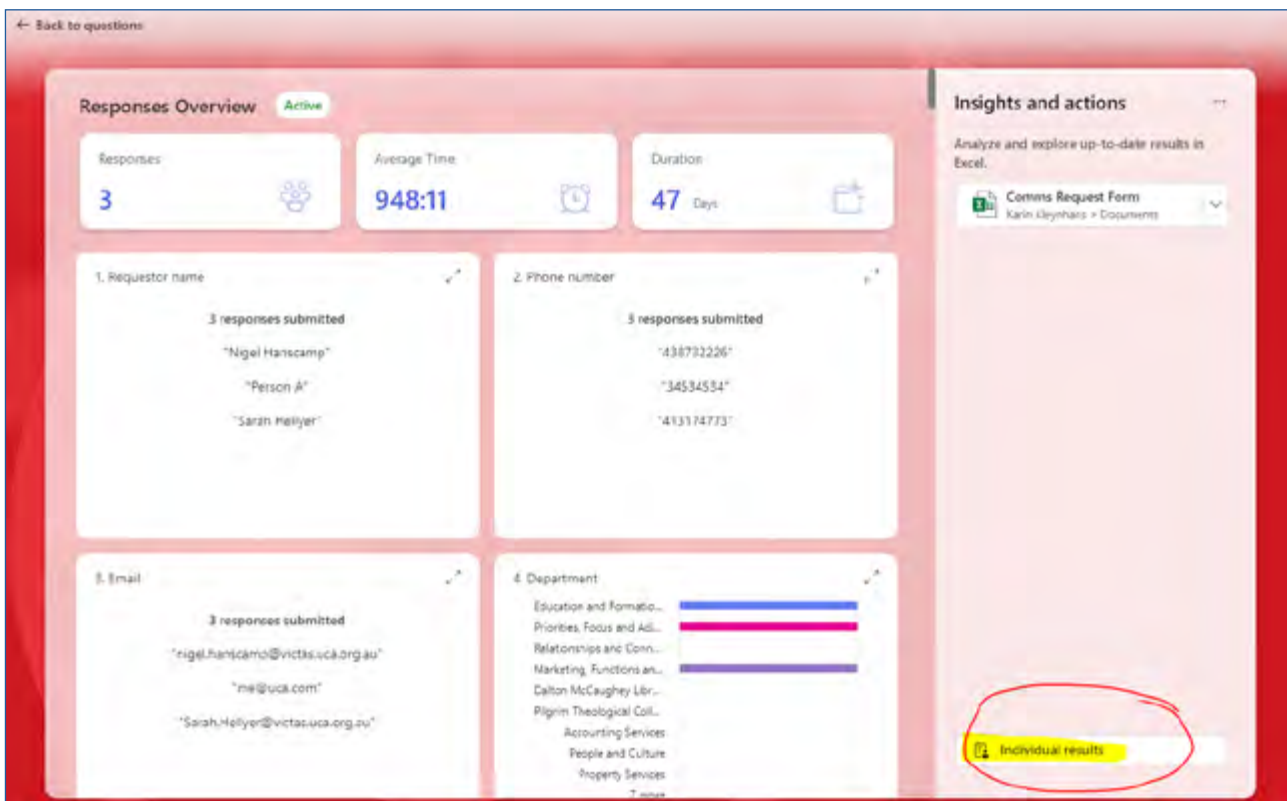 ← Back to questions
Responses Overview Active
Responses
3
Average Time
948:11
Duration
47 Days
1. Requestor name
3 responses submitted
"Nigel Hanscamp"
"Person A"
"Sarah Hellyer"
2. Phone number
3 responses submitted
"438732226"
"34534534"
"413174773"
3. Email
3 responses submitted
"nigel.hanscamp@victas.uca.org.au"
"me@uca.com"
"Sarah.Hellyer@victas.uca.org.au"
4. Department
Education and Formatio...
Priorities, Focus and Adi...
Relationships and Conn...
Marketing, Functions an...
Dalton McCaughey Libr...
Pilgrim Theological Coll...
Accounting Services
People and Culture
Property Services
7 more
Insights and actions
Analyze and explore up-to-date results in
Excel.
Comms Request Form
Karin Kleynhans > Documents
Individual results